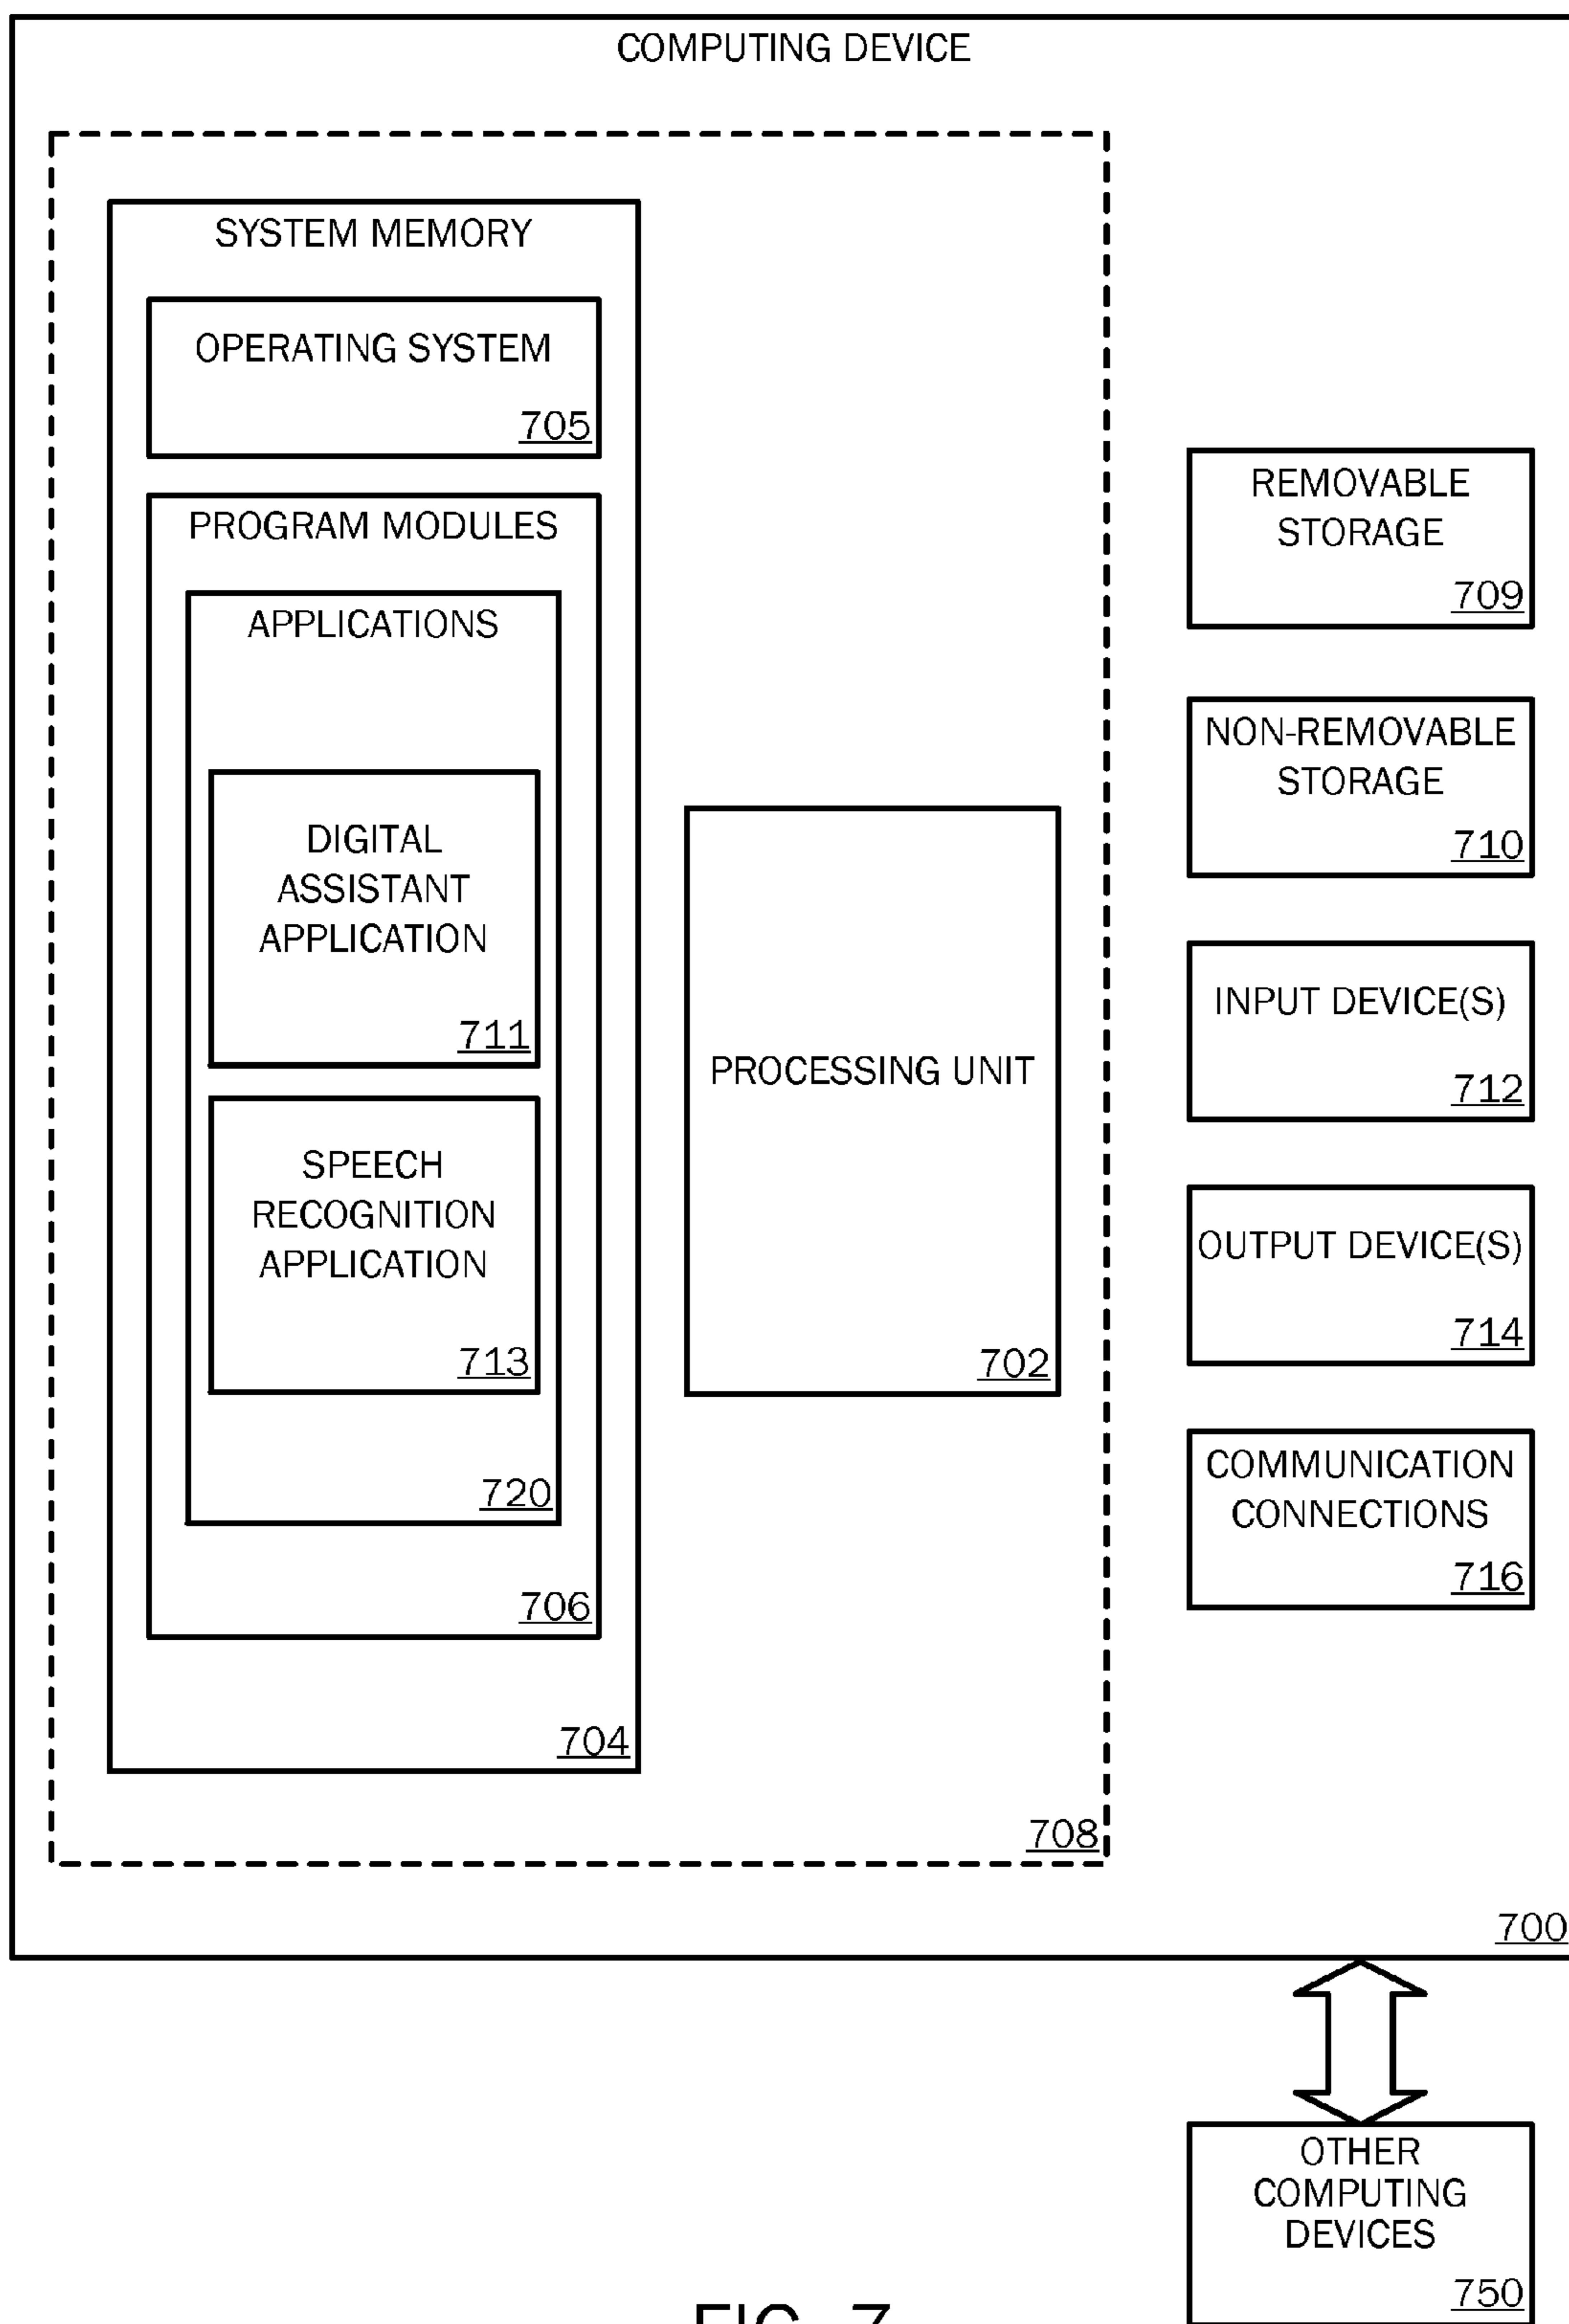 COMPUTING DEVICE
SYSTEM MEMORY
OPERATING SYSTEM
705
PROGRAM MODULES
APPLICATIONS
DIGITAL
ASSISTANT
APPLICATION
711
SPEECH
RECOGNITION
APPLICATION
713
720
706
704
PROCESSING UNIT
702
708
REMOVABLE
STORAGE
709
NON-REMOVABLE
STORAGE
710
INPUT DEVICE(S)
712
OUTPUT DEVICE(S)
714
COMMUNICATION
CONNECTIONS
716
700
OTHER
COMPUTING
DEVICES
750
FIG. 7